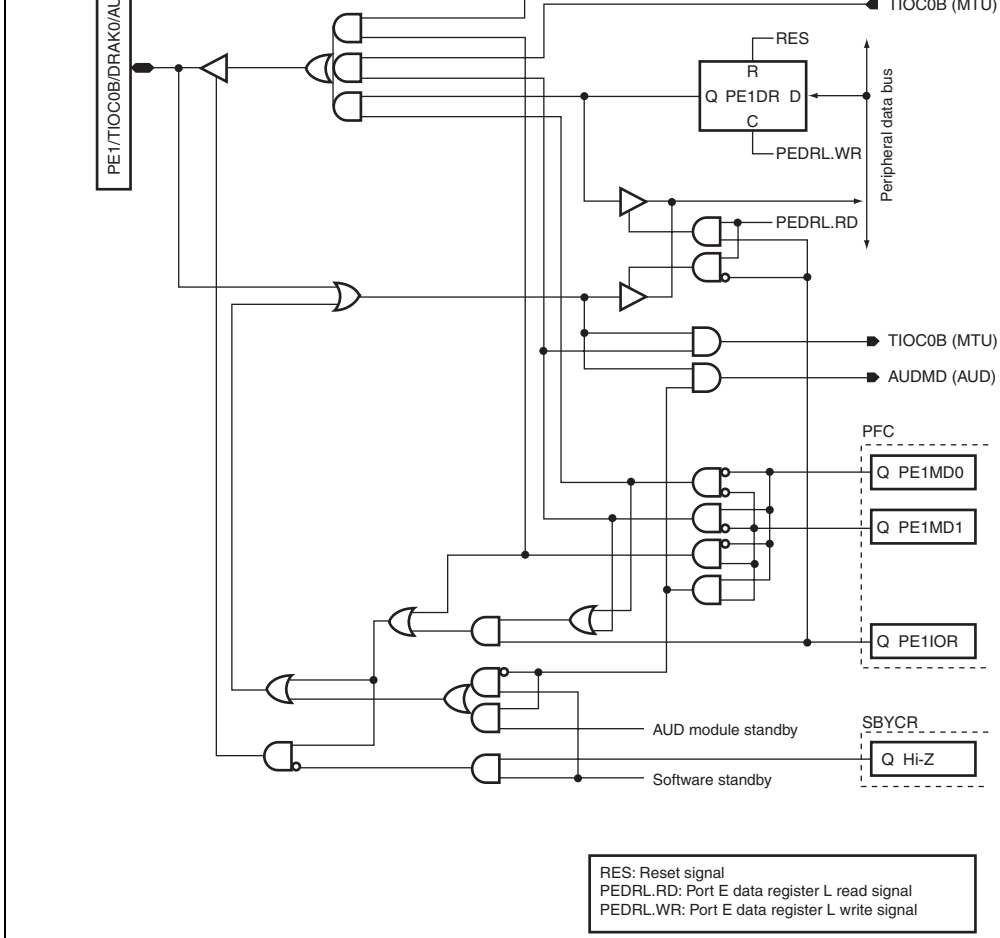 TIOC0B (MTU)
PE1/TIOC0B/DRAK0/AU
RES
R
Q PE1DR D
C
PEDRL.WR
Peripheral data bus
PEDRL.RD
TIOC0B (MTU)
AUDMD (AUD)
PFC
Q PE1MD0
Q PE1MD1
Q PE1IOR
AUD module standby
SBYCR
Q Hi-Z
Software standby
RES: Reset signal
PEDRL.RD: Port E data register L read signal
PEDRL.WR: Port E data register L write signal